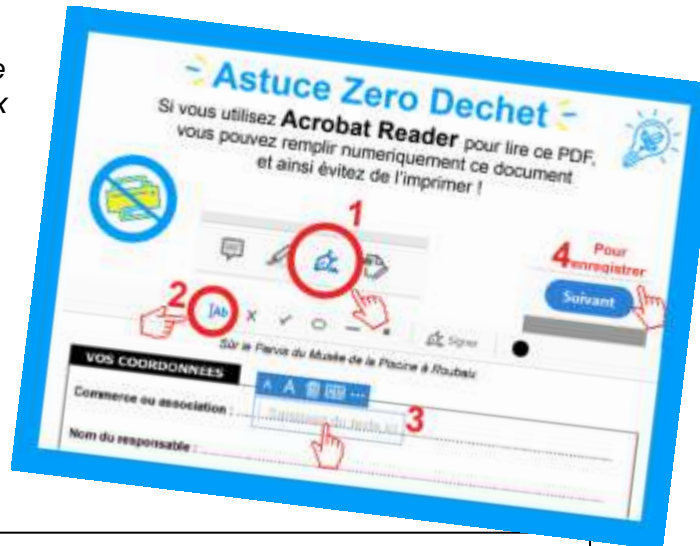 e
x
Astuce Zero Dechet
Si vous utilisez Acrobat Reader pour lire ce PDF,
vous pouvez remplir numeriquement ce document
et ainsi évitez de l'imprimer !
1
4 Pour
enregistrer
Suivant
2
IAb
Signer
Sur le Parvis du Musée de la Piscine à Roubaix
VOS COORDONNEES
A A
Commerce ou association :
3
Nom du responsable :